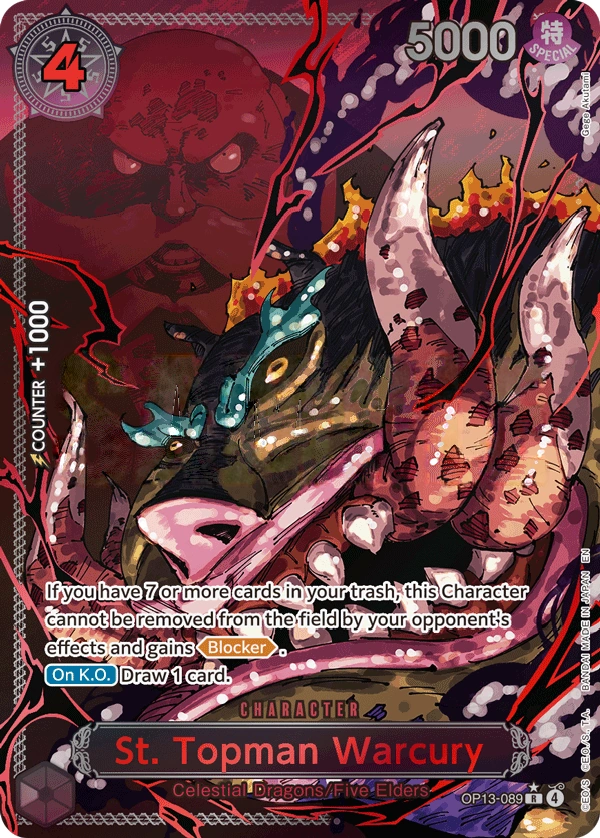 4
5000
特
SPECIAL
Gege Akutami
COUNTER +1000
If you have 7 or more cards in your trash, this Character
cannot be removed from the field by your opponent's
effects and gains Blocker.
On K.O. Draw 1 card.
CHARACTER
St. Topman Warcury
Celestial Dragons/Five Elders
OP13-089 R 4
©EO/S ©E.O./S., T.A. BANDAI MADE IN JAPAN EN